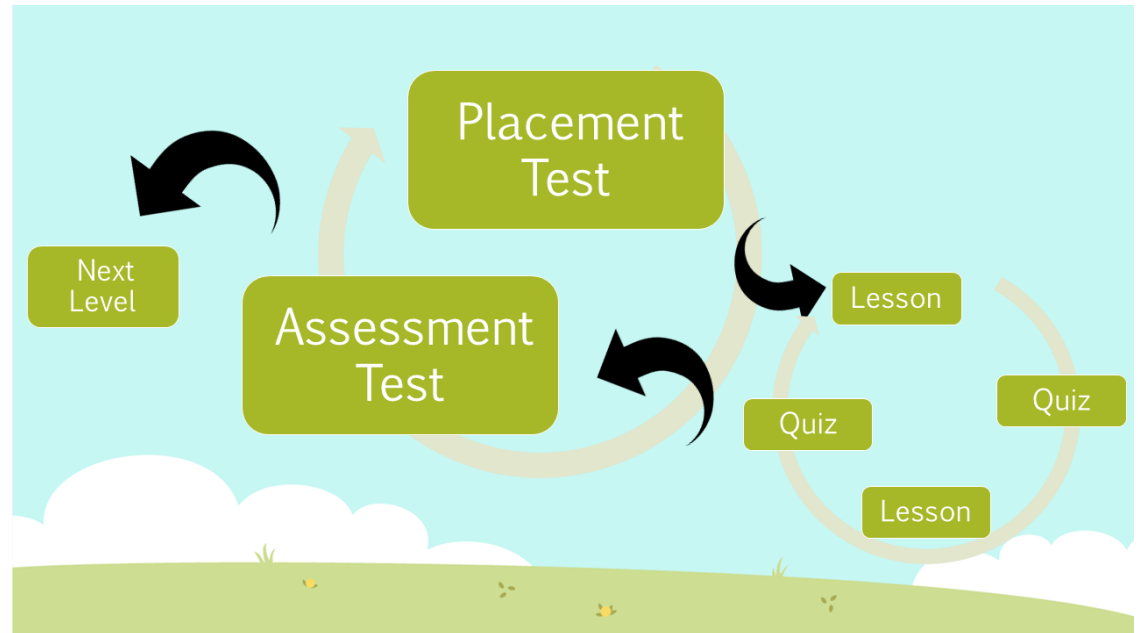 Placement
Test
Next
Level
Assessment
Test
Lesson
Quiz
Quiz
Lesson